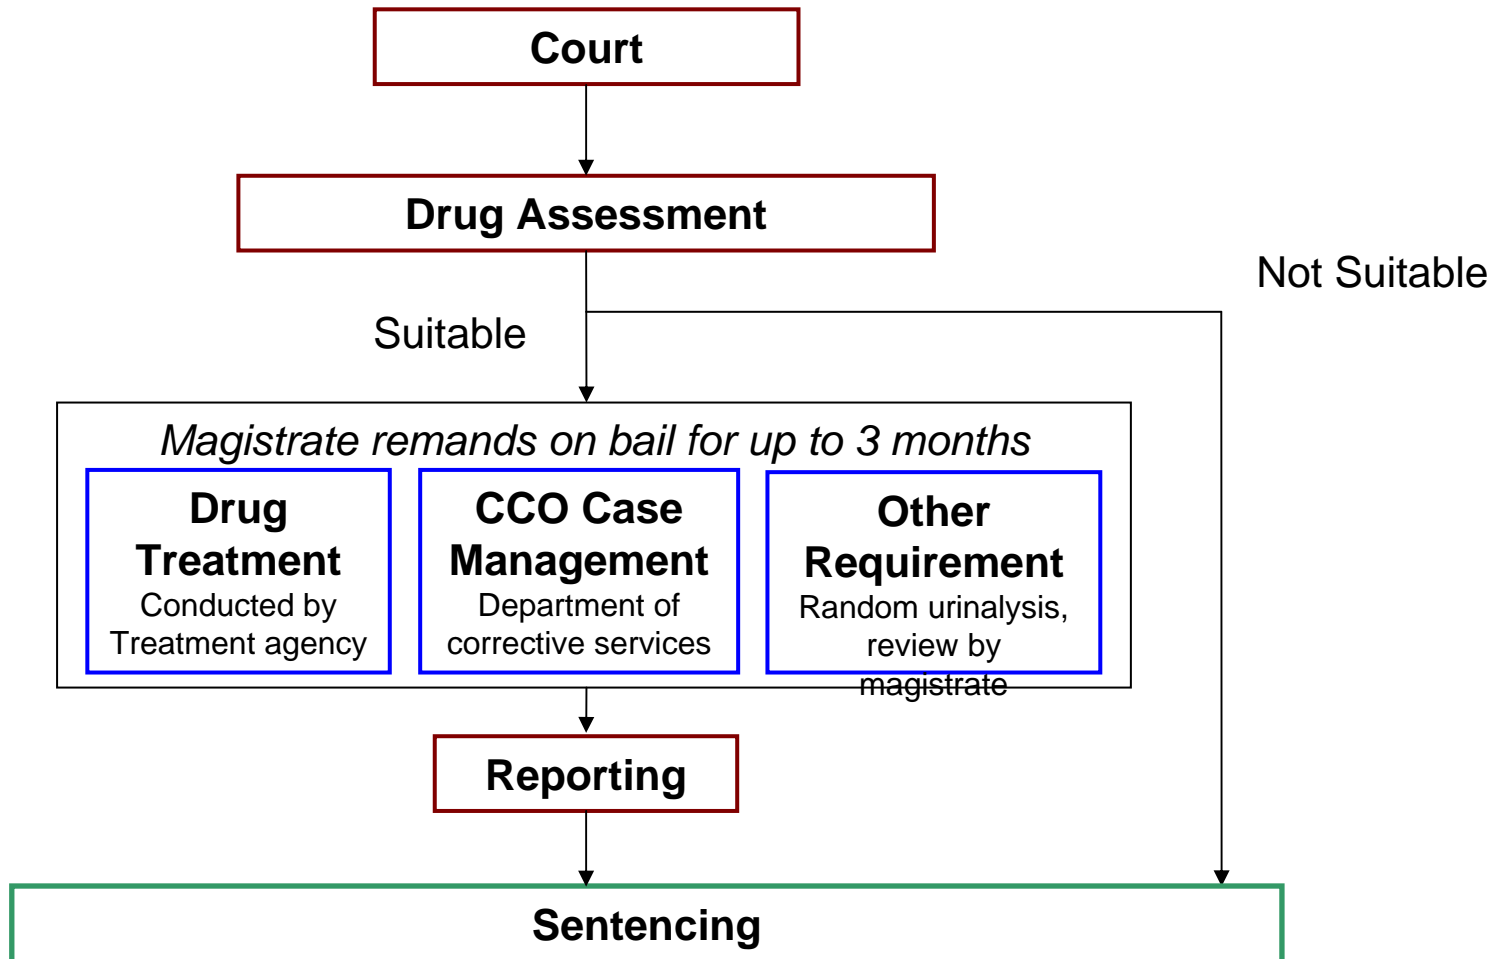 Court
Drug Assessment
Not Suitable
Suitable
Magistrate remands on bail for up to 3 months
Drug
Treatment
Conducted by
Treatment agency
CCO Case
Management
Department of
corrective services
Other
Requirement
Random urinalysis,
review by
magistrate
Reporting
Sentencing